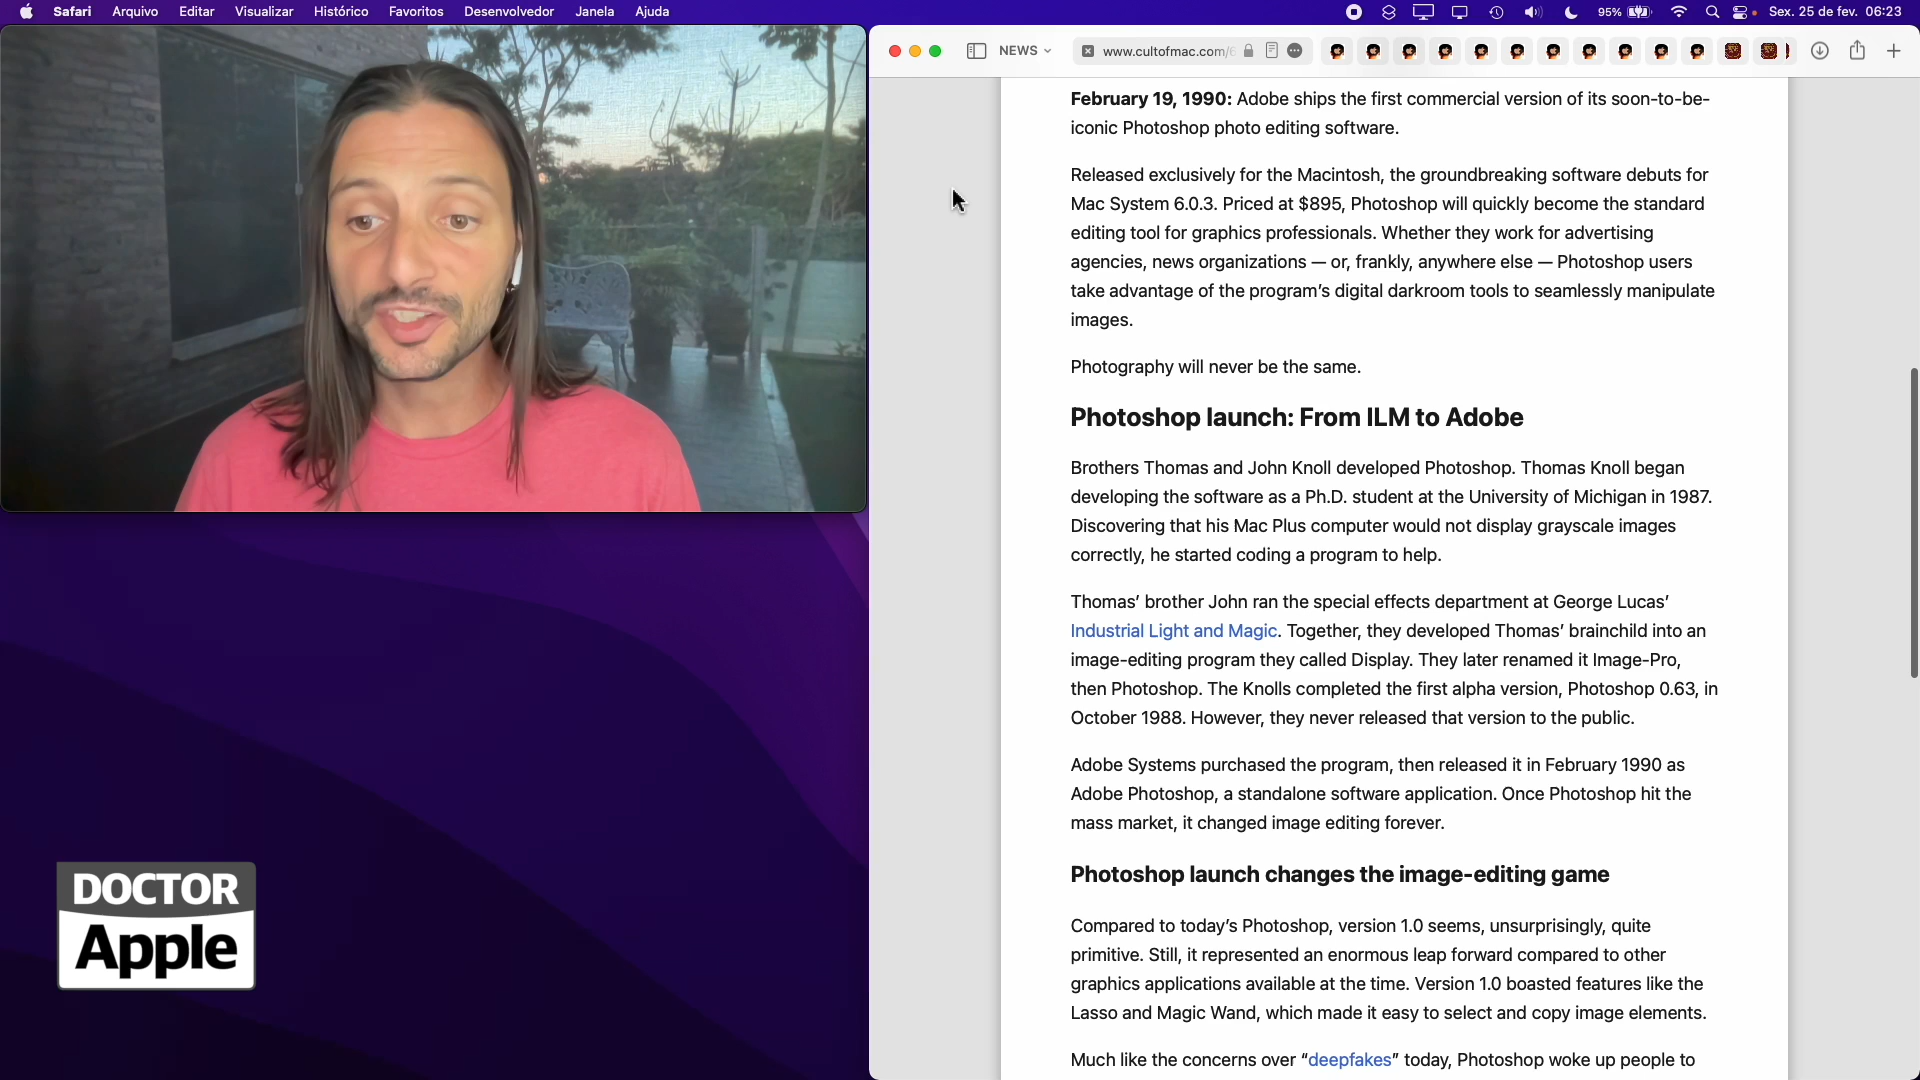 Safari Arquivo Editar Visualizar Histórico Favoritos Desenvolvedor Janela Ajuda
95% Sex. 25 de fev. 06:23
NEWS www.cultofmac.com/
February 19, 1990: Adobe ships the first commercial version of its soon-to-be-
iconic Photoshop photo editing software.
Released exclusively for the Macintosh, the groundbreaking software debuts for
Mac System 6.0.3. Priced at $895, Photoshop will quickly become the standard
editing tool for graphics professionals. Whether they work for advertising
agencies, news organizations — or, frankly, anywhere else — Photoshop users
take advantage of the program’s digital darkroom tools to seamlessly manipulate
images.
Photography will never be the same.
Photoshop launch: From ILM to Adobe
Brothers Thomas and John Knoll developed Photoshop. Thomas Knoll began
developing the software as a Ph.D. student at the University of Michigan in 1987.
Discovering that his Mac Plus computer would not display grayscale images
correctly, he started coding a program to help.
Thomas’ brother John ran the special effects department at George Lucas’
Industrial Light and Magic. Together, they developed Thomas’ brainchild into an
image-editing program they called Display. They later renamed it Image-Pro,
then Photoshop. The Knolls completed the first alpha version, Photoshop 0.63, in
October 1988. However, they never released that version to the public.
Adobe Systems purchased the program, then released it in February 1990 as
Adobe Photoshop, a standalone software application. Once Photoshop hit the
mass market, it changed image editing forever.
Photoshop launch changes the image-editing game
Compared to today’s Photoshop, version 1.0 seems, unsurprisingly, quite
primitive. Still, it represented an enormous leap forward compared to other
graphics applications available at the time. Version 1.0 boasted features like the
Lasso and Magic Wand, which made it easy to select and copy image elements.
Much like the concerns over “deepfakes” today, Photoshop woke up people to
DOCTOR
Apple